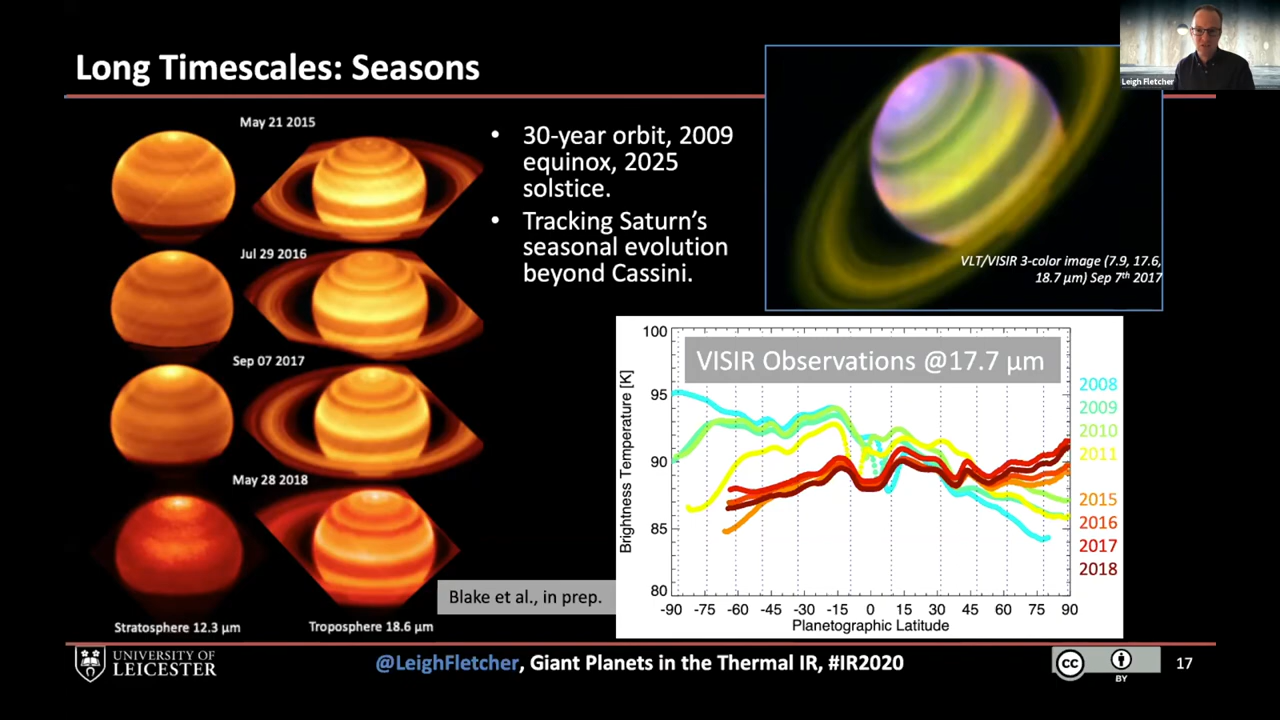 Long Timescales: Seasons
Leigh Fletcher
May 21 2015
Jul 29 2016
Sep 07 2017
May 28 2018
Stratosphere 12.3 μm
Troposphere 18.6 μm
• 30-year orbit, 2009
equinox, 2025
solstice.
• Tracking Saturn's
seasonal evolution
beyond Cassini.
VLT/VISIR 3-color image (7.9, 17.6,
18.7 μm) Sep 7th 2017
VISIR Observations @17.7 μm
Brightness Temperature [K]
100
95
90
85
80
-90 -75 -60 -45 -30 -15 0 15 30 45 60 75 90
Planetographic Latitude
2008
2009
2010
2011
2015
2016
2017
2018
Blake et al., in prep.
UNIVERSITY OF
LEICESTER
@LeighFletcher, Giant Planets in the Thermal IR, #IR2020
cc
BY
17